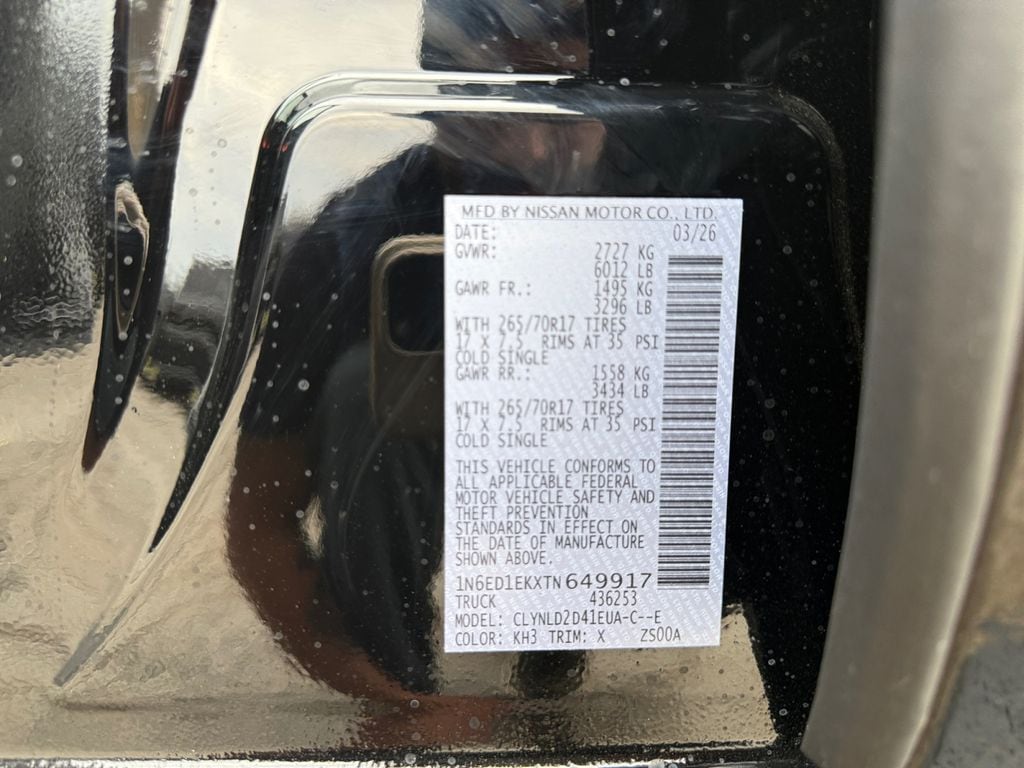 MFD BY NISSAN MOTOR CO., LTD.
DATE: 03/26
GVWR: 2727 KG
6012 LB
GAWR FR.: 1495 KG
3296 LB
WITH 265/70R17 TIRES
17 X 7.5 RIMS AT 35 PSI
COLD SINGLE
GAWR RR.: 1558 KG
3434 LB
WITH 265/70R17 TIRES
17 X 7.5 RIMS AT 35 PSI
COLD SINGLE
THIS VEHICLE CONFORMS TO
ALL APPLICABLE FEDERAL
MOTOR VEHICLE SAFETY AND
THEFT PREVENTION
STANDARDS IN EFFECT ON
THE DATE OF MANUFACTURE
SHOWN ABOVE.
1N6ED1EKXTN649917
TRUCK 436253
MODEL: CLYNLD2D41EUA-C--E
COLOR: KH3 TRIM: X ZS00A